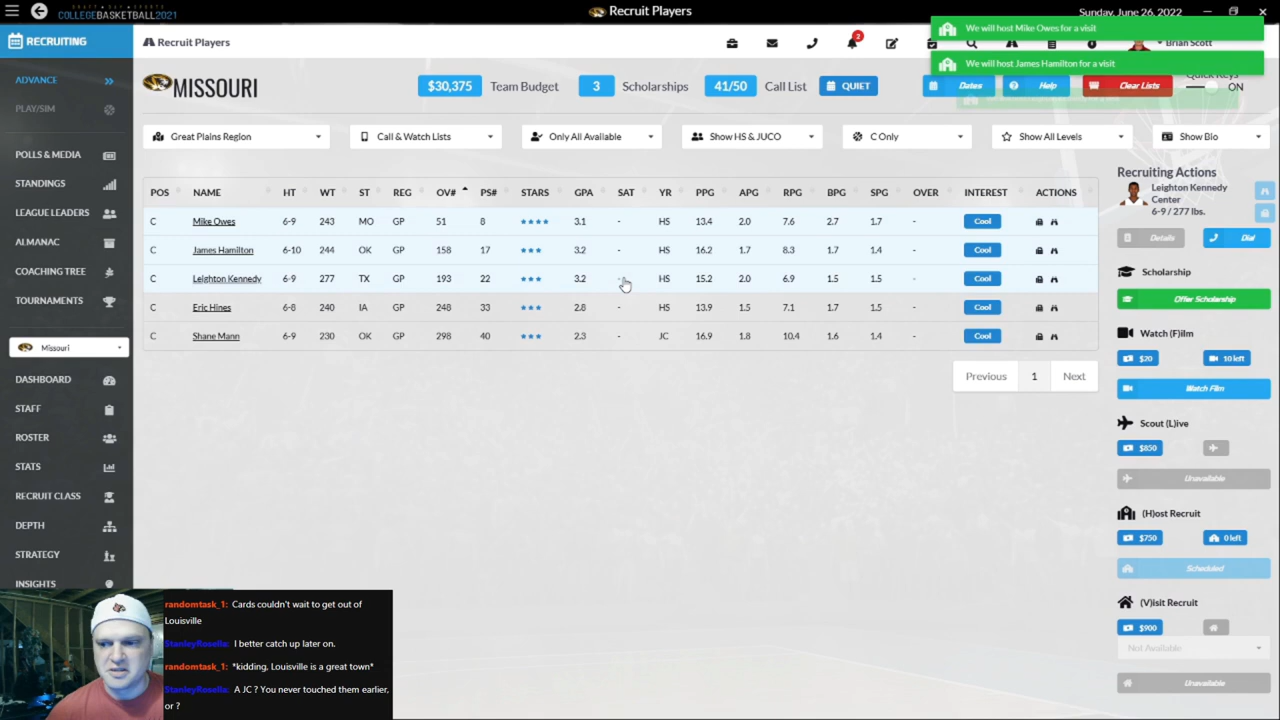 DRAFT DAY SPORTS
COLLEGEBASKETBALL2021
Recruit Players
Sunday, June 26, 2022
RECRUITING
Recruit Players
2
Brian Scott
We will host Mike Owes for a visit
We will host James Hamilton for a visit
ADVANCE
PLAY/SIM
POLLS & MEDIA
STANDINGS
LEAGUE LEADERS
ALMANAC
COACHING TREE
TOURNAMENTS
Missouri
DASHBOARD
STAFF
ROSTER
STATS
RECRUIT CLASS
DEPTH
STRATEGY
INSIGHTS
MISSOURI
$30,375 Team Budget 3 Scholarships 41/50 Call List QUIET
Dates Help Clear Lists Quick Keys ON
Great Plains Region Call & Watch Lists Only All Available Show HS & JUCO C Only Show All Levels Show Bio
POS NAME HT WT ST REG OV# PS# STARS GPA SAT YR PPG APG RPG BPG SPG OVER INTEREST ACTIONS
C Mike Owes 6-9 243 MO GP 51 3.1 - HS 13.4 2.0 7.6 2.7 1.7 - Cool
C James Hamilton 6-10 244 OK GP 158 17 3.2 - HS 16.2 1.7 8.3 1.7 1.4 - Cool
C Leighton Kennedy 6-9 277 TX GP 193 22 3.2 - HS 15.2 2.0 6.9 1.5 1.5 - Cool
C Eric Hines 6-8 240 IA GP 248 33 2.8 - HS 13.9 1.5 7.1 1.7 1.5 - Cool
C Shane Mann 6-9 230 OK GP 298 40 2.3 - JC 16.9 1.8 10.4 1.6 1.4 - Cool
Previous 1 Next
Recruiting Actions
Leighton Kennedy
Center
6-9 / 277 lbs.
Details Dial
Scholarship
Offer Scholarship
Watch (F)ilm
$20 10 left
Watch Film
Scout (L)ive
$850
Unavailable
(H)ost Recruit
$750 0 left
Scheduled
(V)isit Recruit
$900
Not Available
Unavailable
randomtask_1: Cards couldn't wait to get out of
Louisville
StanleyRosella: I better catch up later on.
randomtask_1: *kidding, Louisville is a great town*
StanleyRosella: A JC ? You never touched them earlier,
or ?